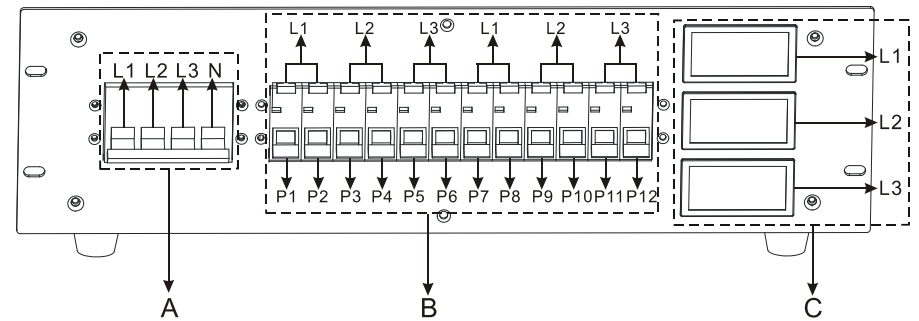 L1 L2 L3 L1 L2 L3
L1 L2 L3 N
L1
L2
L3
P1 P2 P3 P4 P5 P6 P7 P8 P9 P10 P11 P12
A B C